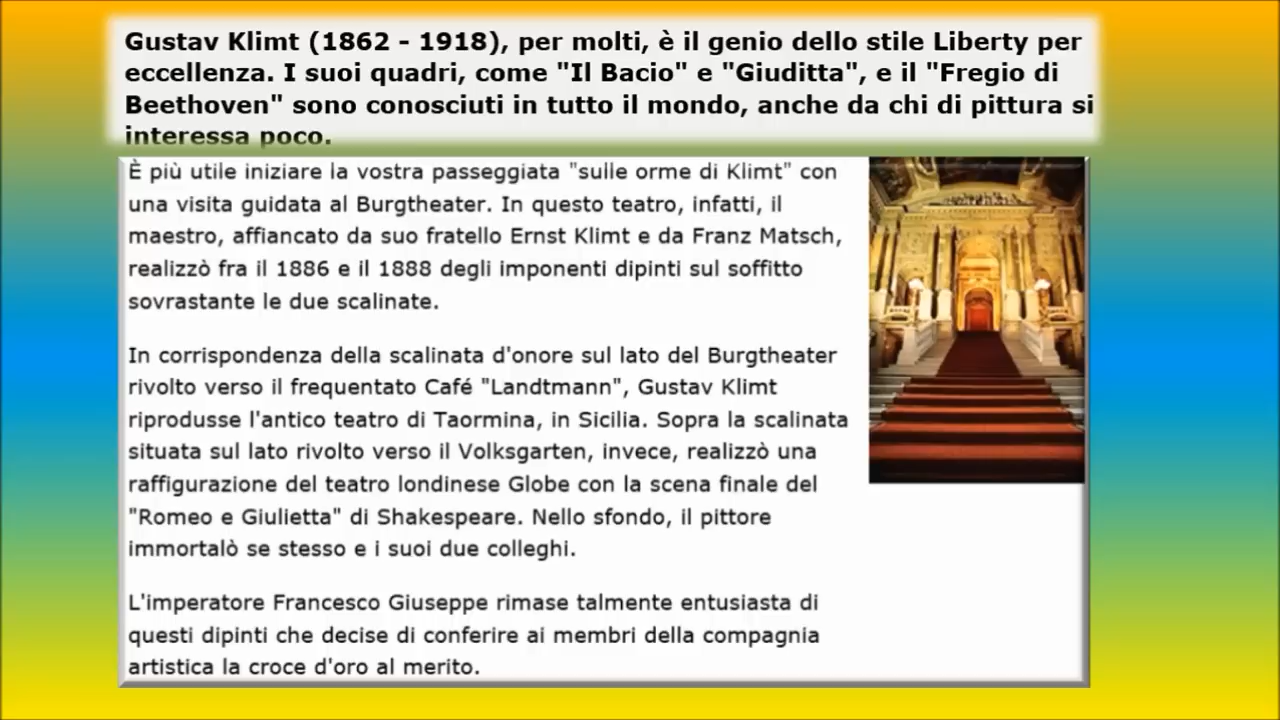 Gustav Klimt (1862 - 1918), per molti, è il genio dello stile Liberty per
eccellenza. I suoi quadri, come "Il Bacio" e "Giuditta", e il "Fregio di
Beethoven" sono conosciuti in tutto il mondo, anche da chi di pittura si
interessa poco.
È più utile iniziare la vostra passeggiata "sulle orme di Klimt" con
una visita guidata al Burgtheater. In questo teatro, infatti, il
maestro, affiancato da suo fratello Ernst Klimt e da Franz Matsch,
realizzò fra il 1886 e il 1888 degli imponenti dipinti sul soffitto
sovrastante le due scalinate.
In corrispondenza della scalinata d'onore sul lato del Burgtheater
rivolto verso il frequentato Café "Landtmann", Gustav Klimt
riprodusse l'antico teatro di Taormina, in Sicilia. Sopra la scalinata
situata sul lato rivolto verso il Volksgarten, invece, realizzò una
raffigurazione del teatro londinese Globe con la scena finale del
"Romeo e Giulietta" di Shakespeare. Nello sfondo, il pittore
immortalò se stesso e i suoi due colleghi.
L'imperatore Francesco Giuseppe rimase talmente entusiasta di
questi dipinti che decise di conferire ai membri della compagnia
artistica la croce d'oro al merito.